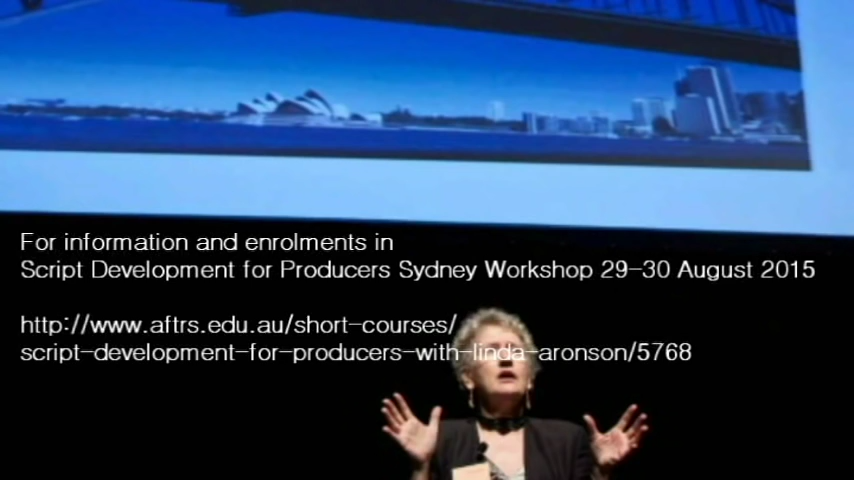 For information and enrolments in
Script Development for Producers Sydney Workshop 29-30 August 2015
http://www.aftrs.edu.au/short-courses/
script-development-for-producers-with-linda-aronson/5768